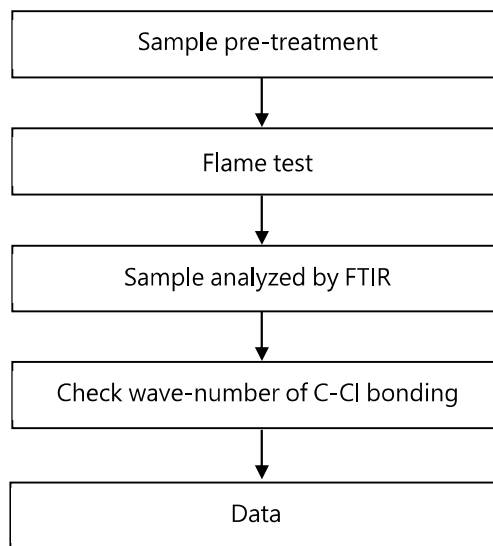 Sample pre-treatment
Flame test
Sample analyzed by FTIR
Check wave-number of C-Cl bonding
Data